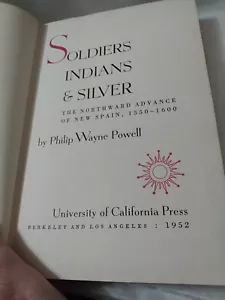 SOLDIERS
INDIANS
& SILVER
THE NORTHWARD ADVANCE
OF NEW SPAIN, 1550–1600
by Philip Wayne Powell
University of California Press
BERKELEY AND LOS ANGELES : 1952